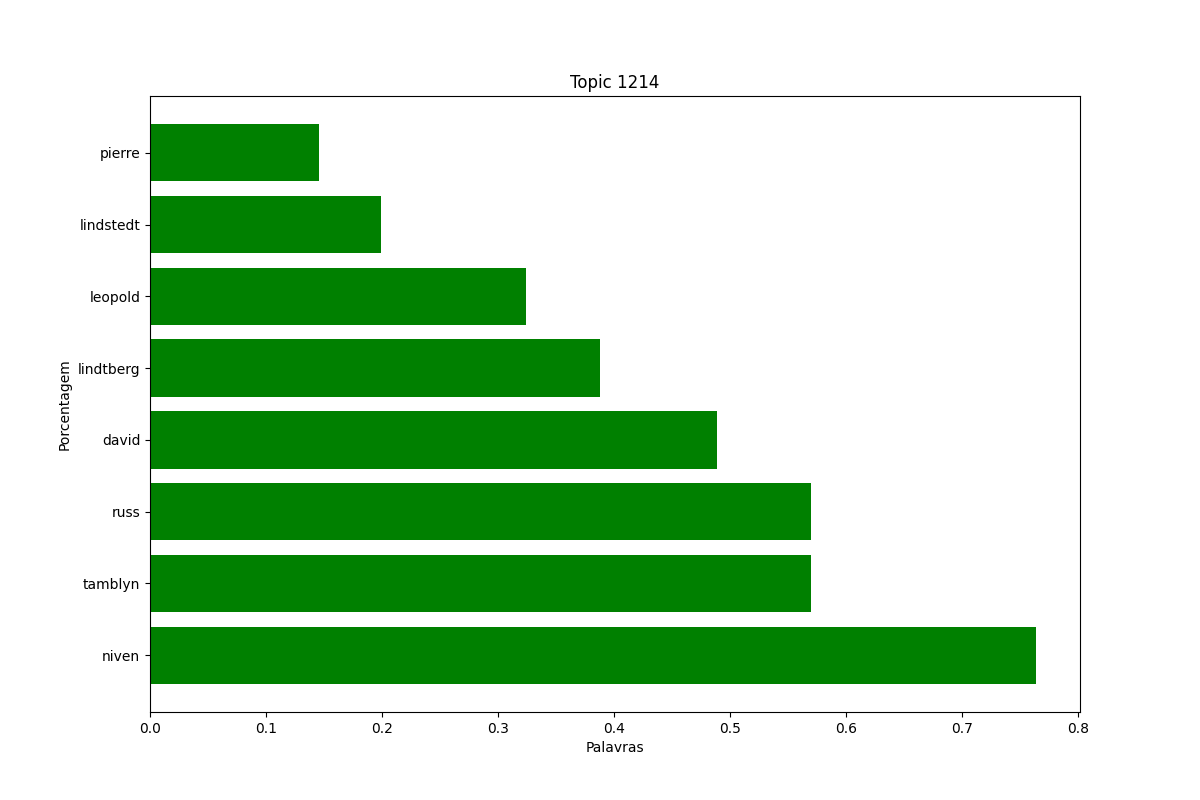 Topic 1214
pierre
lindstedt
leopold
lindtberg
david
russ
tamblyn
niven
Porcentagem
0.0 0.1 0.2 0.3 0.4 0.5 0.6 0.7 0.8
Palavras